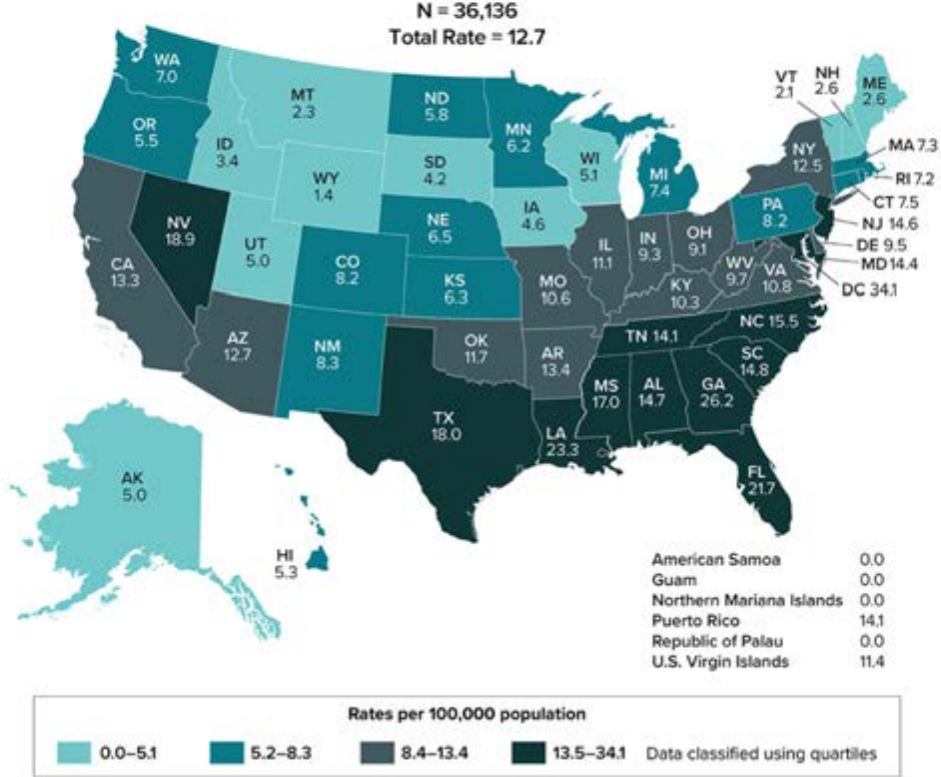 N = 36,136
Total Rate = 12.7
WA
7.0
MT
2.3
ND
5.8
MN
6.2
VT
2.1
NH
2.6
ME
2.6
OR
5.5
ID
3.4
SD
4.2
WI
5.1
MI
7.4
NY
12.5
MA 7.3
RI 7.2
CT 7.5
WY
1.4
NE
6.5
IA
4.6
PA
8.2
NJ 14.6
DE 9.5
MD 14.4
DC 34.1
NV
18.9
UT
5.0
CO
8.2
KS
6.3
IL
11.1
IN
9.3
OH
9.1
WV
9.7
VA
10.8
CA
13.3
MO
10.6
KY
10.3
AZ
12.7
NM
8.3
OK
11.7
AR
13.4
TN 14.1
NC 15.5
SC
14.8
TX
18.0
LA
23.3
MS
17.0
AL
14.7
GA
26.2
FL
21.7
AK
5.0
HI
5.3
American Samoa 0.0
Guam 0.0
Northern Mariana Islands 0.0
Puerto Rico 14.1
Republic of Palau 0.0
U.S. Virgin Islands 11.4
Rates per 100,000 population
0.0–5.1 5.2–8.3 8.4–13.4 13.5–34.1 Data classified using quartiles